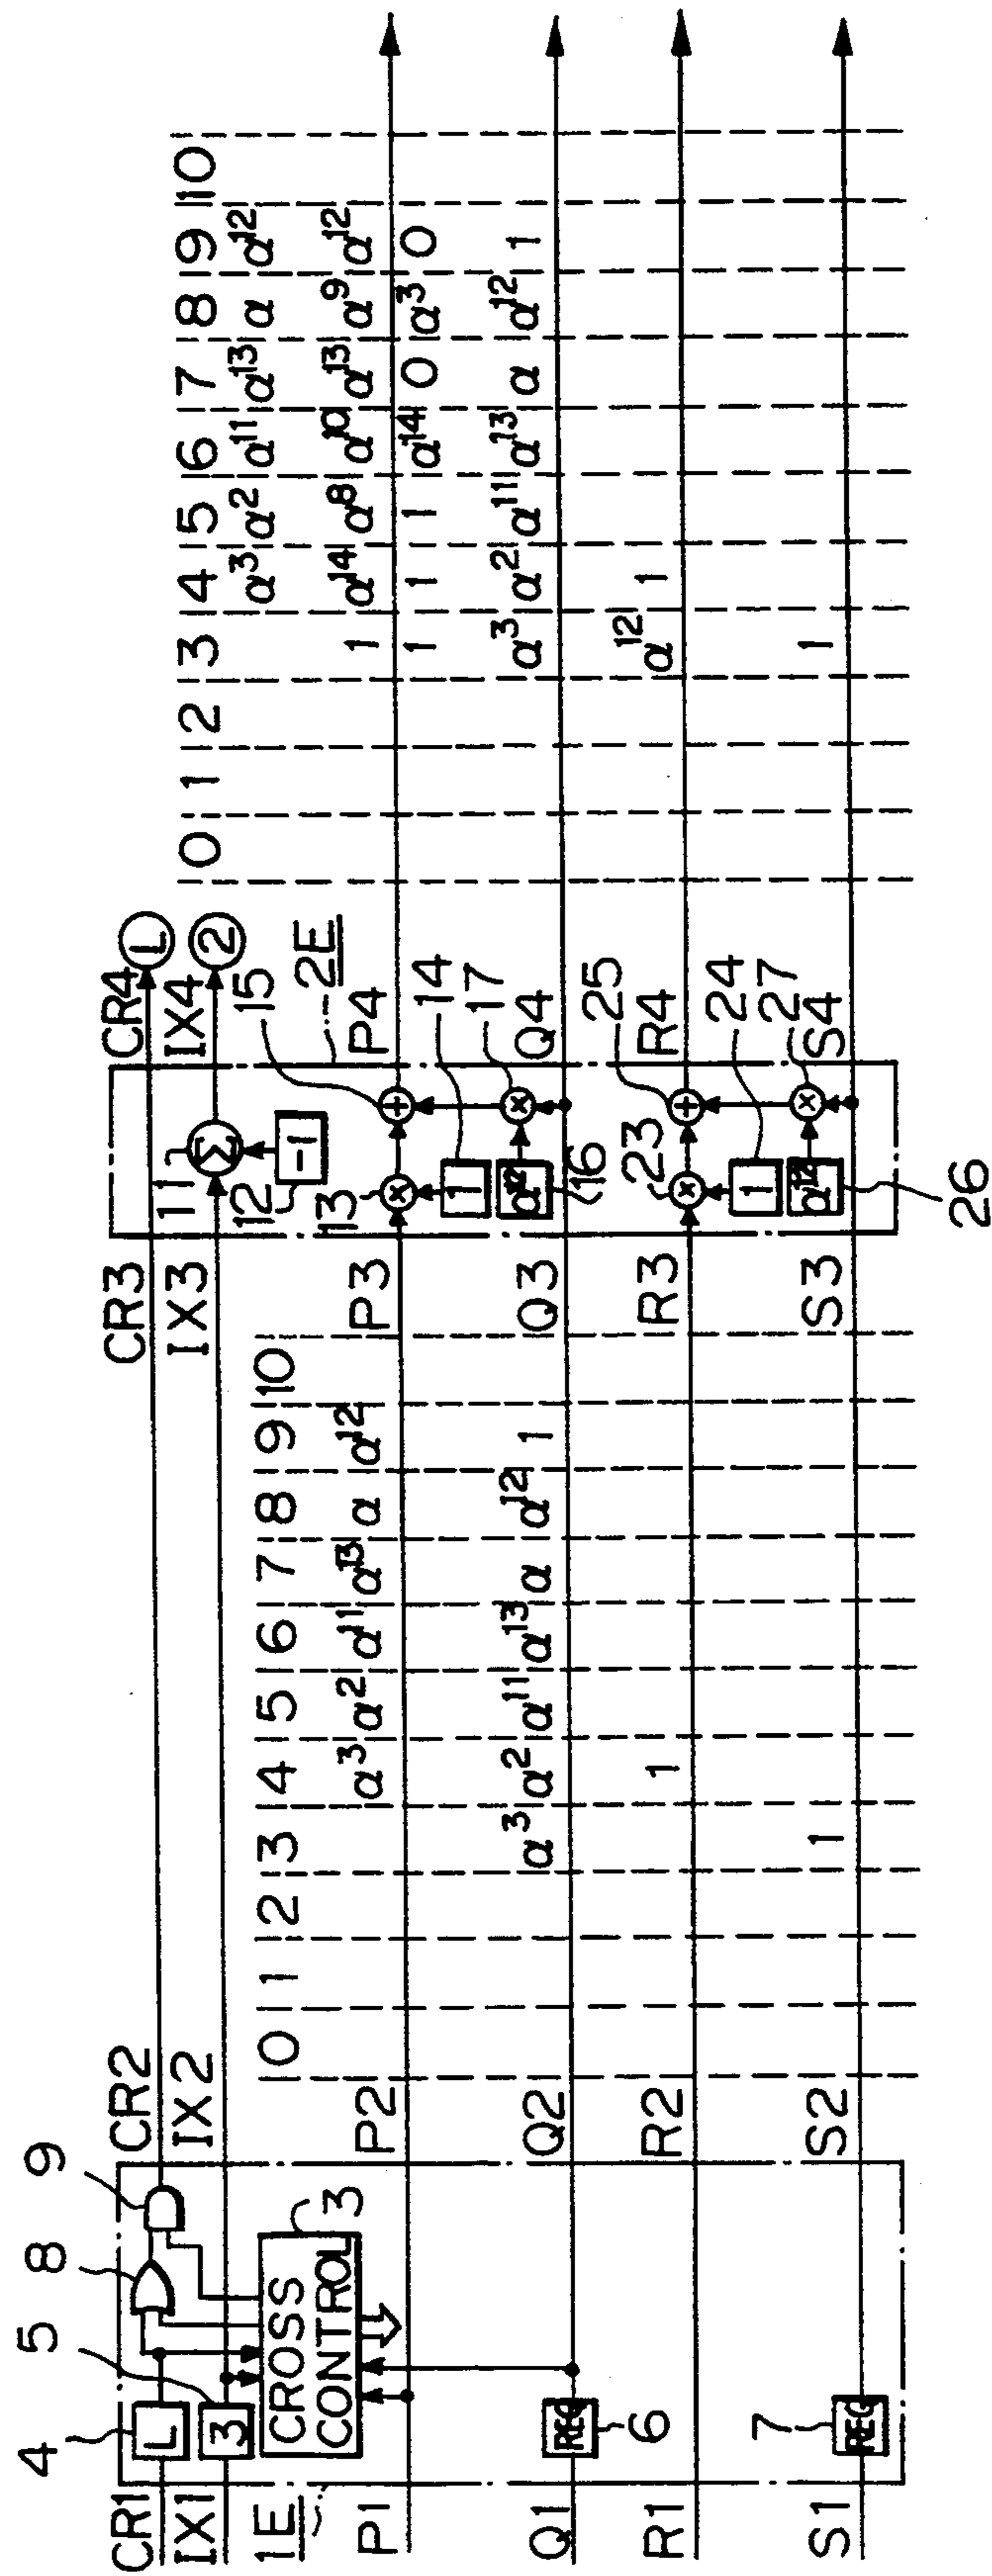 4 5 8 9
CR1 L CR2
IX1 3 IX2
1E
CROSS
CONTROL
3
P1 P2
Q1 REG 6 Q2
R1 R2
S1 7 REG S2
0 1 2 3 4 5 6 7 8 9 10
α³ α² α¹¹ α¹³ α α¹²
α³ α² α¹¹ α¹³ α α¹² 1
1
1
CR3 CR4 L
IX3 11 Σ IX4 2
12 -1 15 2E
13
P3 × + P4
1 14
α¹² × 17
Q3 16 Q4
23 25
R3 × + R4
1 24
α¹² × 27
S3 S4
26
0 1 2 3 4 5 6 7 8 9 10
α³ α² α¹¹ α¹³ α α¹²
1 α¹⁴ α⁸ α¹⁰ α¹³ α⁹ α¹²
1 1 1 α¹⁴ 0 α³ 0
α³ α² α¹¹ α¹³ α α¹² 1
α¹² 1
1